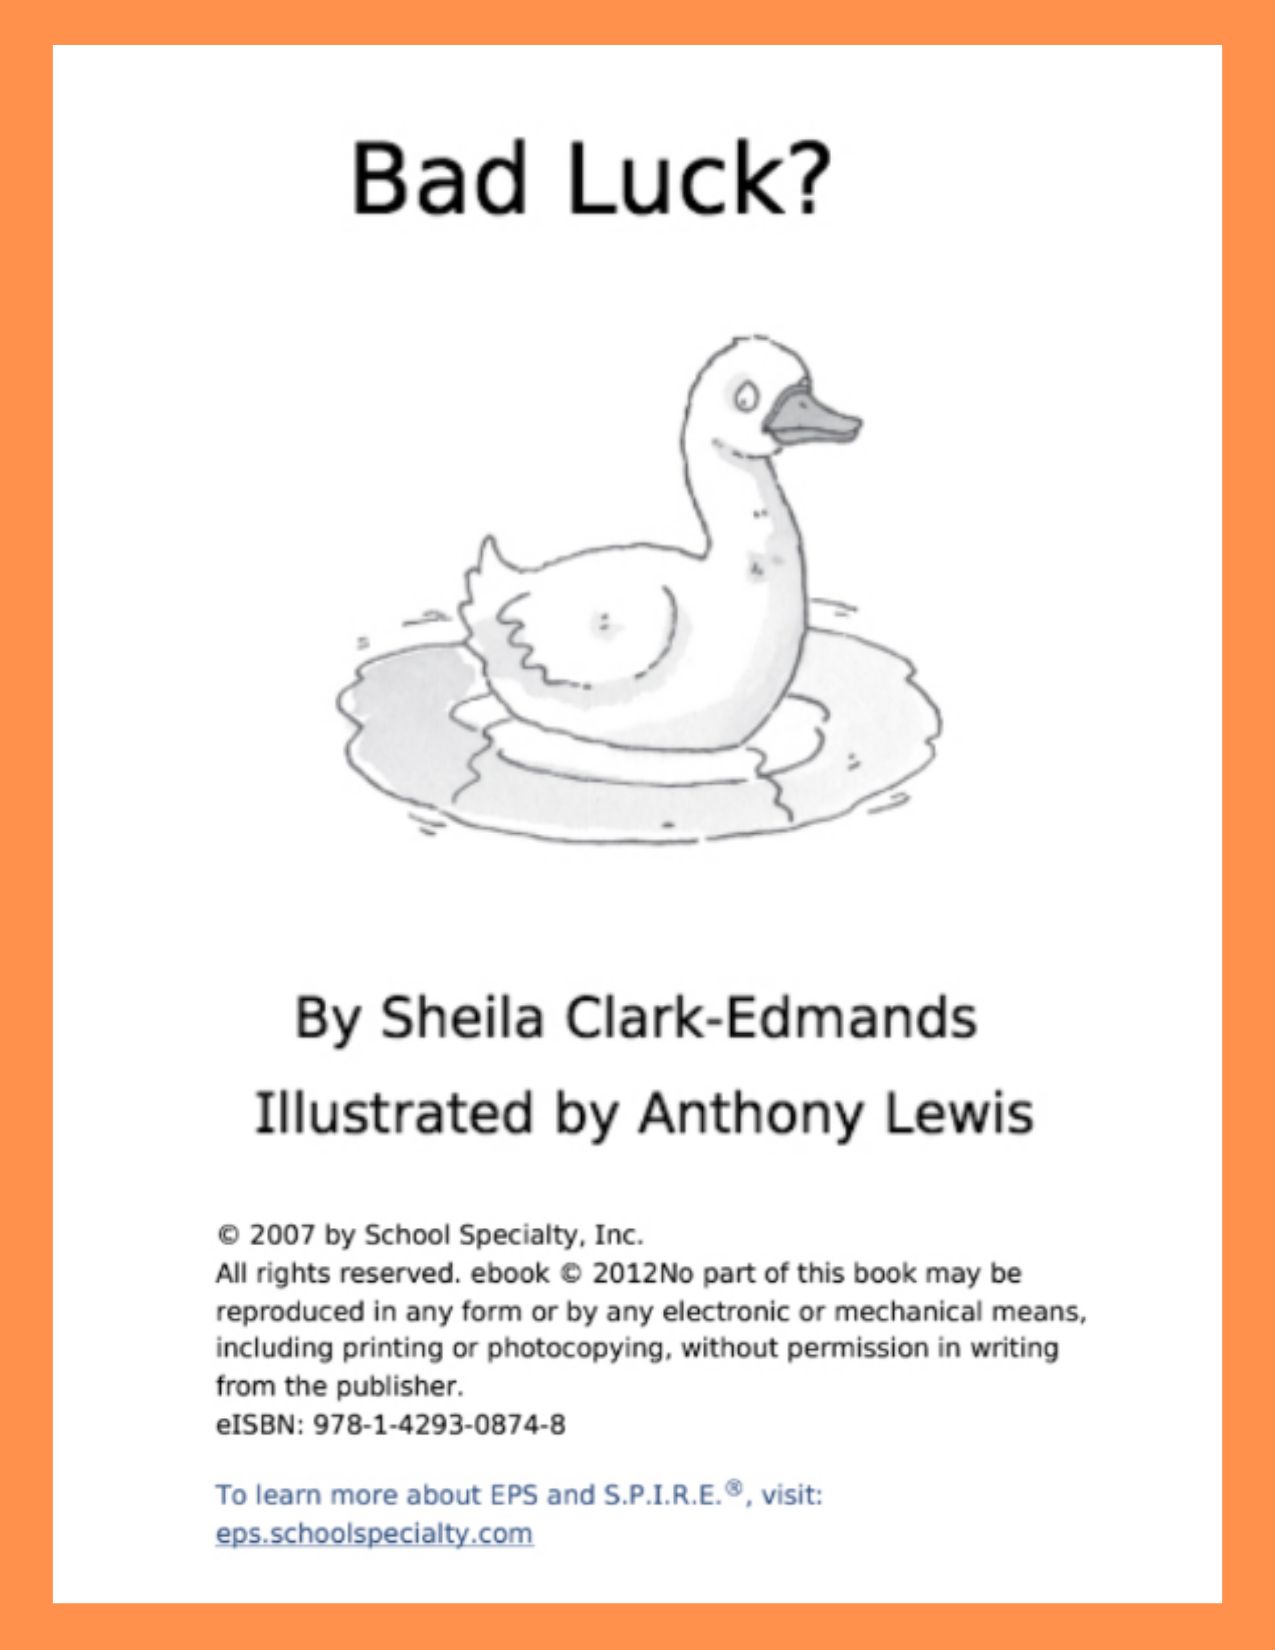 Bad Luck?
By Sheila Clark-Edmands
Illustrated by Anthony Lewis
© 2007 by School Specialty, Inc.
All rights reserved. ebook © 2012No part of this book may be
reproduced in any form or by any electronic or mechanical means,
including printing or photocopying, without permission in writing
from the publisher.
eISBN: 978-1-4293-0874-8
To learn more about EPS and S.P.I.R.E.®, visit:
eps.schoolspecialty.com